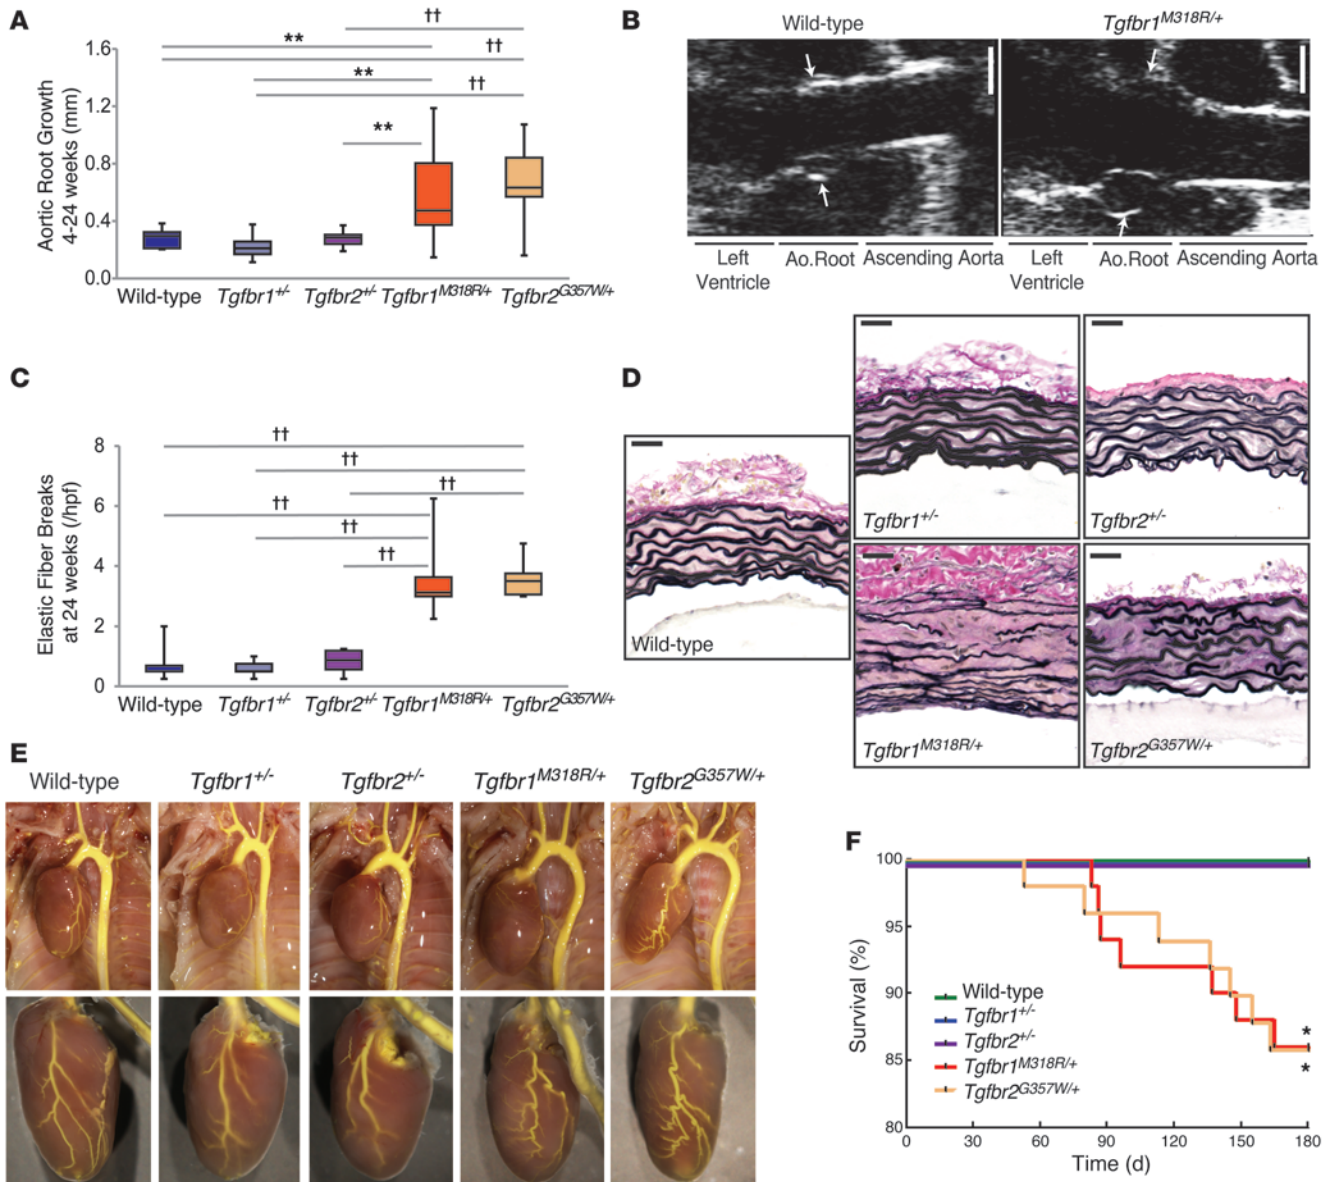 A
††
**
††
**
††
**
Aortic Root Growth
4-24 weeks (mm)
1.6
1.2
0.8
0.4
0.0
Wild-type
Tgfbr1+/-
Tgfbr2+/-
Tgfbr1M318R/+
Tgfbr2G357W/+
B
Wild-type
Tgfbr1M318R/+
Left
Ventricle
Ao.Root
Ascending Aorta
Left
Ventricle
Ao.Root
Ascending Aorta
C
††
††
††
††
††
††
Elastic Fiber Breaks
at 24 weeks (/hpf)
8
6
4
2
0
Wild-type
Tgfbr1+/-
Tgfbr2+/-
Tgfbr1M318R/+
Tgfbr2G357W/+
D
Wild-type
Tgfbr1+/-
Tgfbr2+/-
Tgfbr1M318R/+
Tgfbr2G357W/+
E
Wild-type
Tgfbr1+/-
Tgfbr2+/-
Tgfbr1M318R/+
Tgfbr2G357W/+
F
Survival (%)
100
95
90
85
80
Wild-type
Tgfbr1+/-
Tgfbr2+/-
Tgfbr1M318R/+
Tgfbr2G357W/+
*
*
0
30
60
90
120
150
180
Time (d)